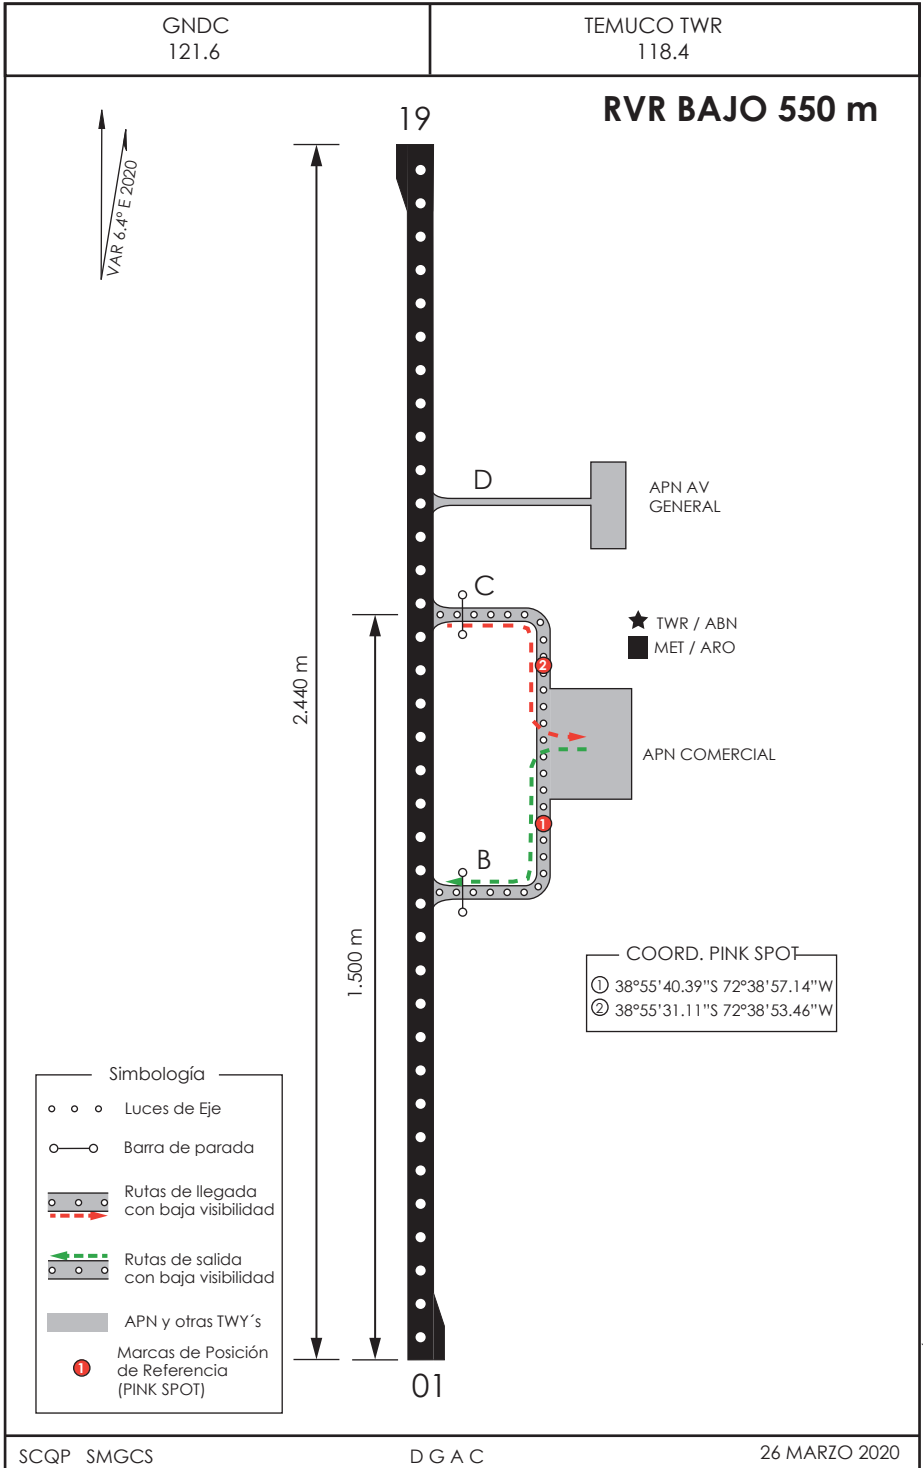 GNDC
121.6
TEMUCO TWR
118.4
RVR BAJO 550 m
VAR 6.4º E 2020
19
D
APN AV
GENERAL
C
TWR / ABN
MET / ARO
2
2.440 m
APN COMERCIAL
1
B
1.500 m
COORD. PINK SPOT
1 38°55'40.39"S 72°38'57.14"W
2 38°55'31.11"S 72°38'53.46"W
Simbología
Luces de Eje
Barra de parada
Rutas de llegada
con baja visibilidad
Rutas de salida
con baja visibilidad
APN y otras TWY´s
1
Marcas de Posición
de Referencia
(PINK SPOT)
01
SCQP SMGCS
D G A C
26 MARZO 2020